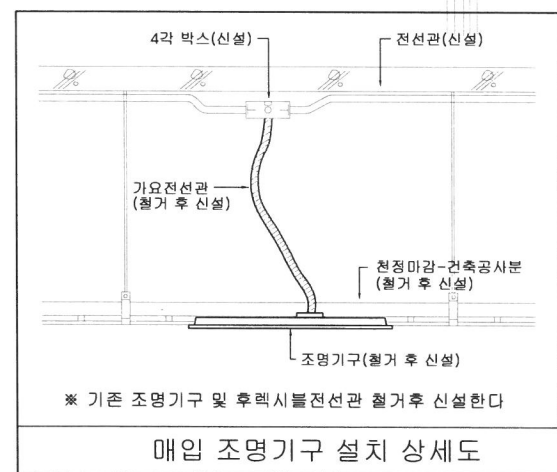 4각 박스(신설)
전선관(신설)
가요전선관
(철거 후 신설)
천정마감-건축공사분
(철거 후 신설)
조명기구(철거 후 신설)
※ 기존 조명기구 및 후렉시블전선관 철거후 신설한다
매입 조명기구 설치 상세도